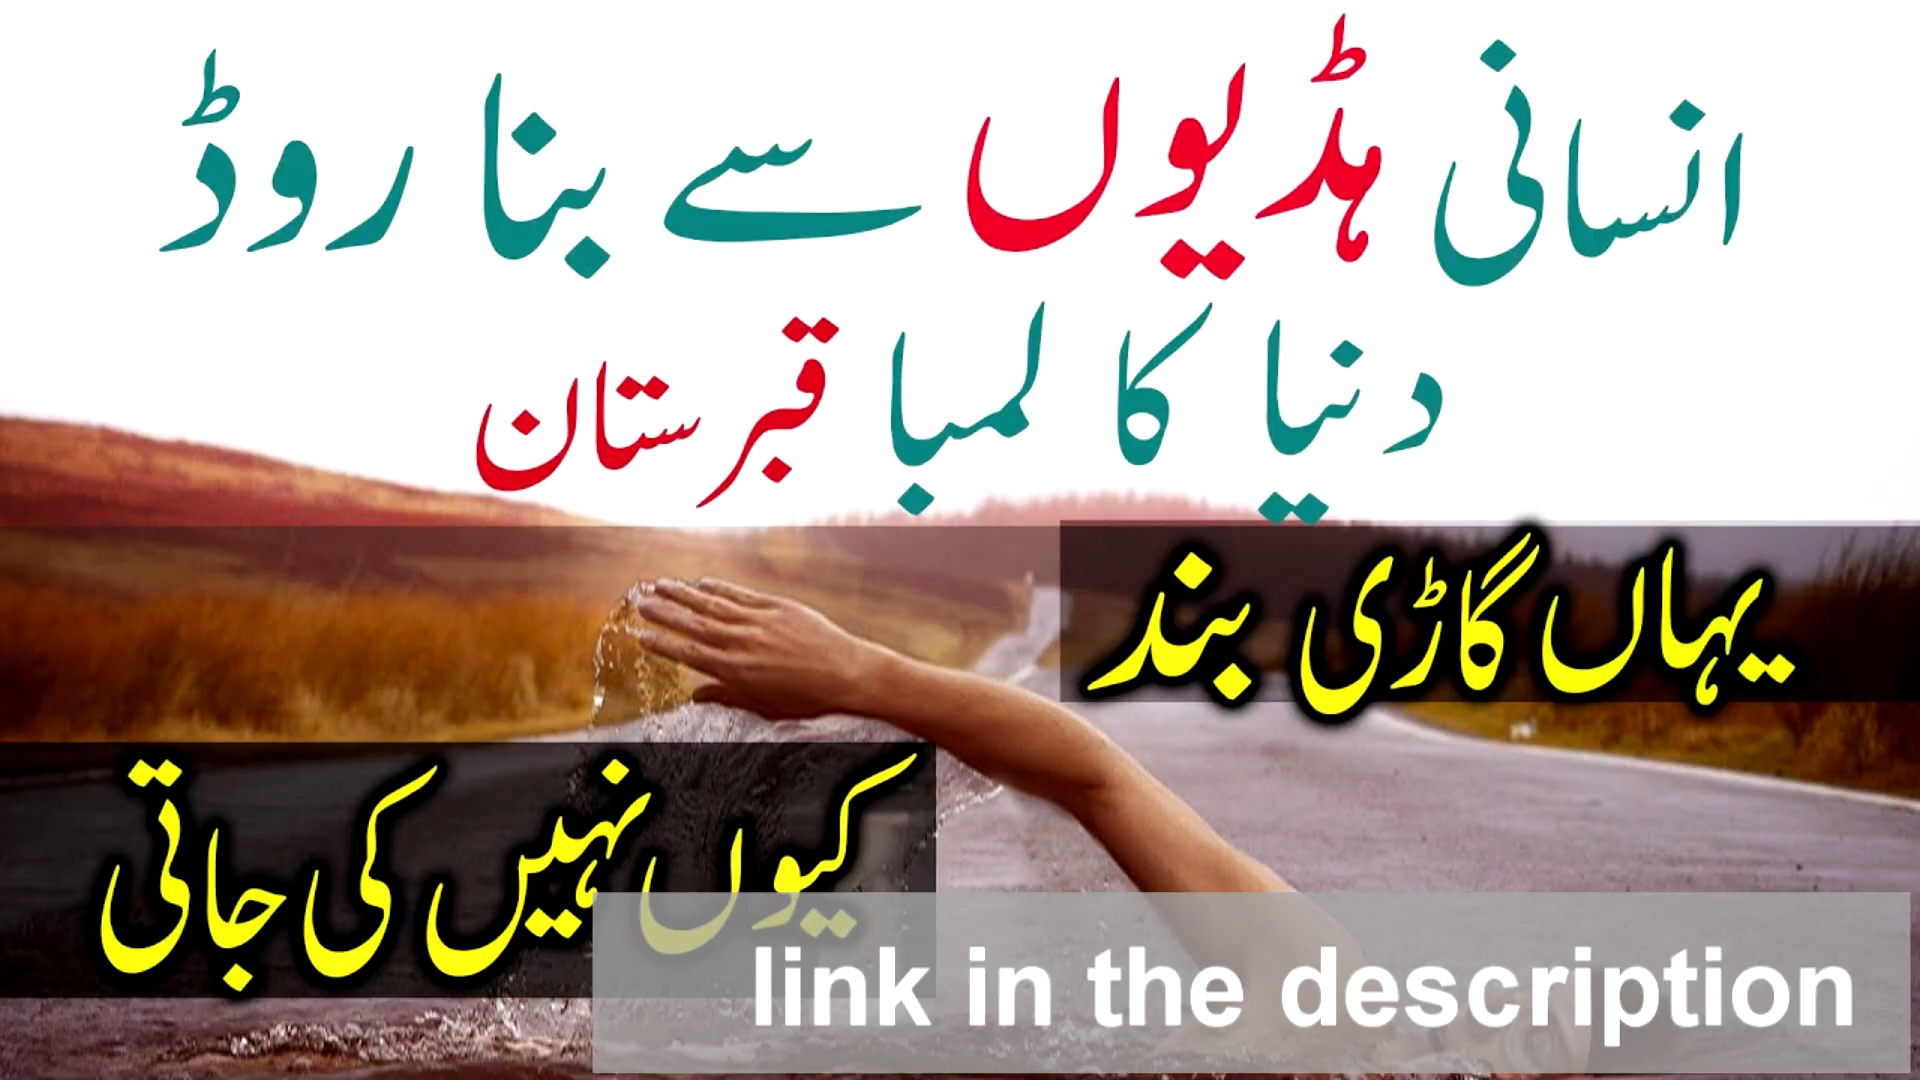 انسانی ہڈیوں سے بنا روڈ
دنیا کا لمبا قبرستان
یہاں گاڑی بند
کیوں نہیں کی جاتی
link in the description